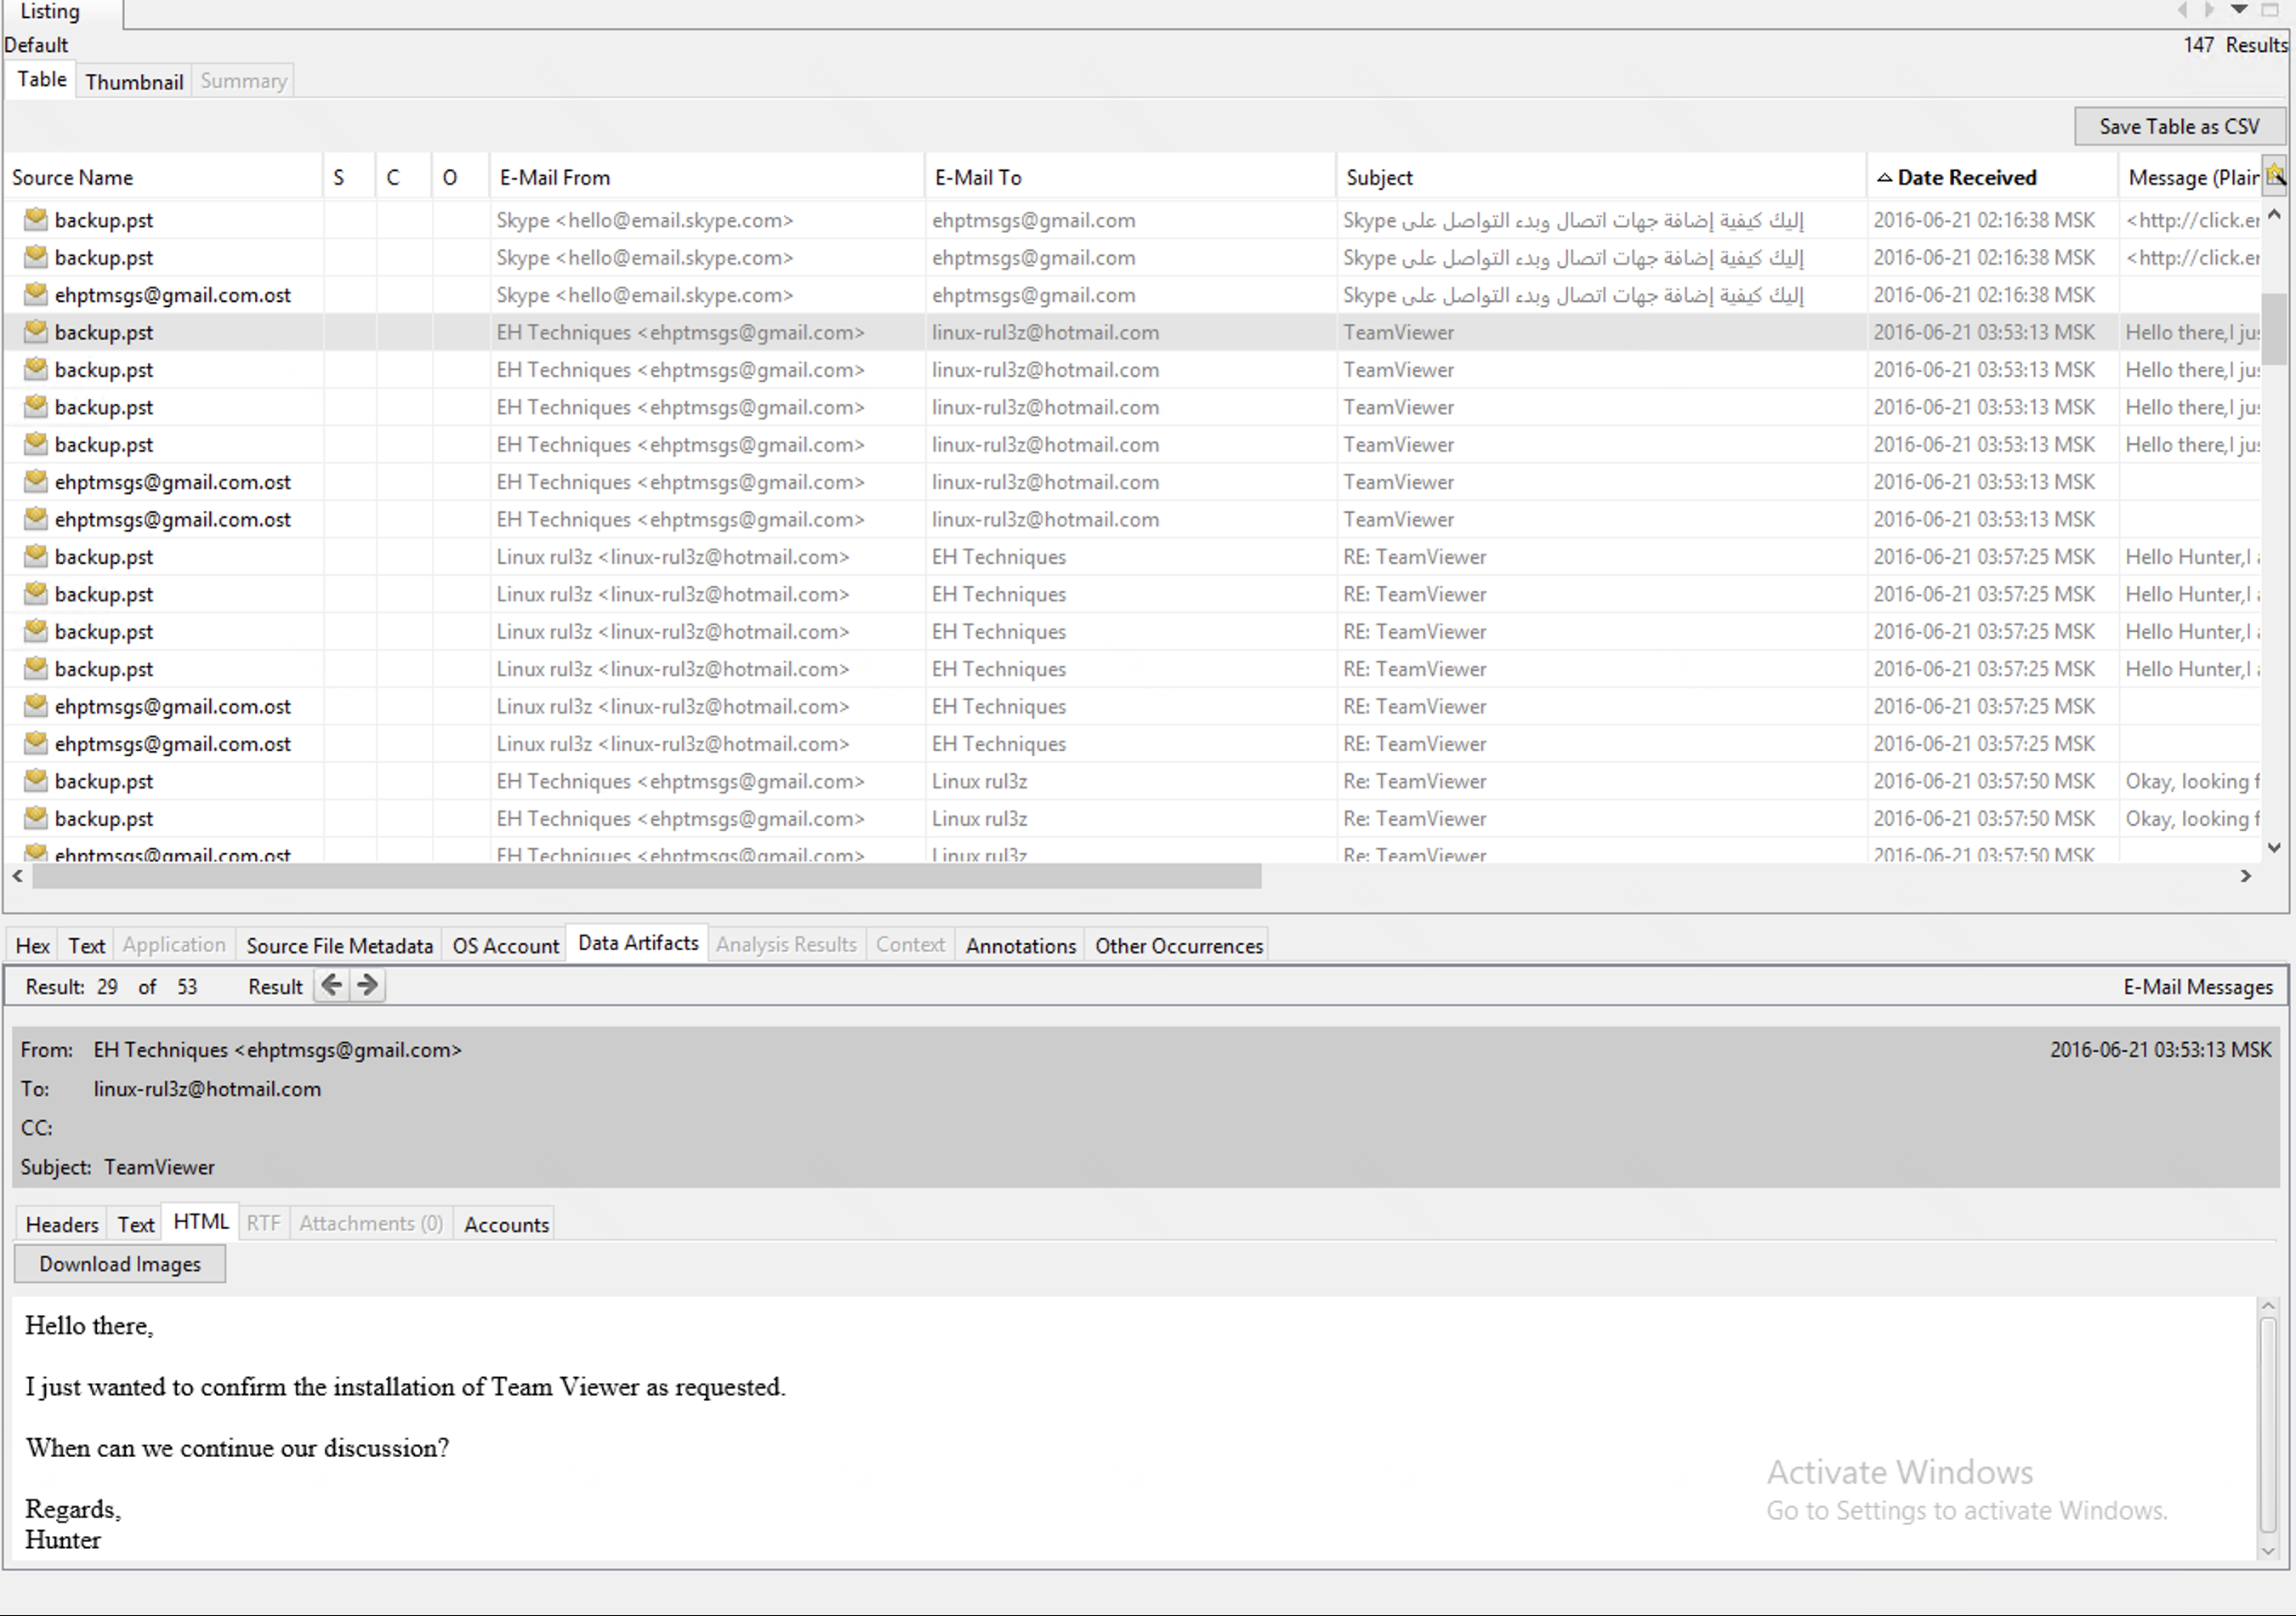 Listing
Default
147 Results
Table Thumbnail Summary
Save Table as CSV
Source Name S C O E-Mail From E-Mail To Subject Date Received Message (Plain
backup.pst Skype <hello@email.skype.com> ehptmsgs@gmail.com إليك كيفية إضافة جهات اتصال وبدء التواصل على Skype 2016-06-21 02:16:38 MSK <http://click.er
backup.pst Skype <hello@email.skype.com> ehptmsgs@gmail.com إليك كيفية إضافة جهات اتصال وبدء التواصل على Skype 2016-06-21 02:16:38 MSK <http://click.er
ehptmsgs@gmail.com.ost Skype <hello@email.skype.com> ehptmsgs@gmail.com إليك كيفية إضافة جهات اتصال وبدء التواصل على Skype 2016-06-21 02:16:38 MSK
backup.pst EH Techniques <ehptmsgs@gmail.com> linux-rul3z@hotmail.com TeamViewer 2016-06-21 03:53:13 MSK Hello there,I jus
backup.pst EH Techniques <ehptmsgs@gmail.com> linux-rul3z@hotmail.com TeamViewer 2016-06-21 03:53:13 MSK Hello there,I jus
backup.pst EH Techniques <ehptmsgs@gmail.com> linux-rul3z@hotmail.com TeamViewer 2016-06-21 03:53:13 MSK Hello there,I jus
backup.pst EH Techniques <ehptmsgs@gmail.com> linux-rul3z@hotmail.com TeamViewer 2016-06-21 03:53:13 MSK Hello there,I jus
ehptmsgs@gmail.com.ost EH Techniques <ehptmsgs@gmail.com> linux-rul3z@hotmail.com TeamViewer 2016-06-21 03:53:13 MSK
ehptmsgs@gmail.com.ost EH Techniques <ehptmsgs@gmail.com> linux-rul3z@hotmail.com TeamViewer 2016-06-21 03:53:13 MSK
backup.pst Linux rul3z <linux-rul3z@hotmail.com> EH Techniques RE: TeamViewer 2016-06-21 03:57:25 MSK Hello Hunter,I a
backup.pst Linux rul3z <linux-rul3z@hotmail.com> EH Techniques RE: TeamViewer 2016-06-21 03:57:25 MSK Hello Hunter,I a
backup.pst Linux rul3z <linux-rul3z@hotmail.com> EH Techniques RE: TeamViewer 2016-06-21 03:57:25 MSK Hello Hunter,I a
backup.pst Linux rul3z <linux-rul3z@hotmail.com> EH Techniques RE: TeamViewer 2016-06-21 03:57:25 MSK Hello Hunter,I a
ehptmsgs@gmail.com.ost Linux rul3z <linux-rul3z@hotmail.com> EH Techniques RE: TeamViewer 2016-06-21 03:57:25 MSK
ehptmsgs@gmail.com.ost Linux rul3z <linux-rul3z@hotmail.com> EH Techniques RE: TeamViewer 2016-06-21 03:57:25 MSK
backup.pst EH Techniques <ehptmsgs@gmail.com> Linux rul3z Re: TeamViewer 2016-06-21 03:57:50 MSK Okay, looking f
backup.pst EH Techniques <ehptmsgs@gmail.com> Linux rul3z Re: TeamViewer 2016-06-21 03:57:50 MSK Okay, looking f
ehptmsgs@gmail.com.ost EH Techniques <ehptmsgs@gmail.com> Linux rul3z Re: TeamViewer 2016-06-21 03:57:50 MSK
Hex Text Application Source File Metadata OS Account Data Artifacts Analysis Results Context Annotations Other Occurrences
Result: 29 of 53 Result E-Mail Messages
From: EH Techniques <ehptmsgs@gmail.com> 2016-06-21 03:53:13 MSK
To: linux-rul3z@hotmail.com
CC:
Subject: TeamViewer
Headers Text HTML RTF Attachments (0) Accounts
Download Images
Hello there,
I just wanted to confirm the installation of Team Viewer as requested.
When can we continue our discussion?
Regards,
Hunter
Activate Windows
Go to Settings to activate Windows.